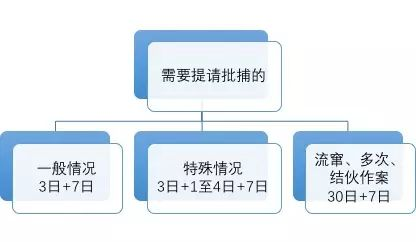 需要提请批捕的
一般情况
3日+7日
特殊情况
3日+1至4日+7日
流窜、多次、
结伙作案
30日+7日